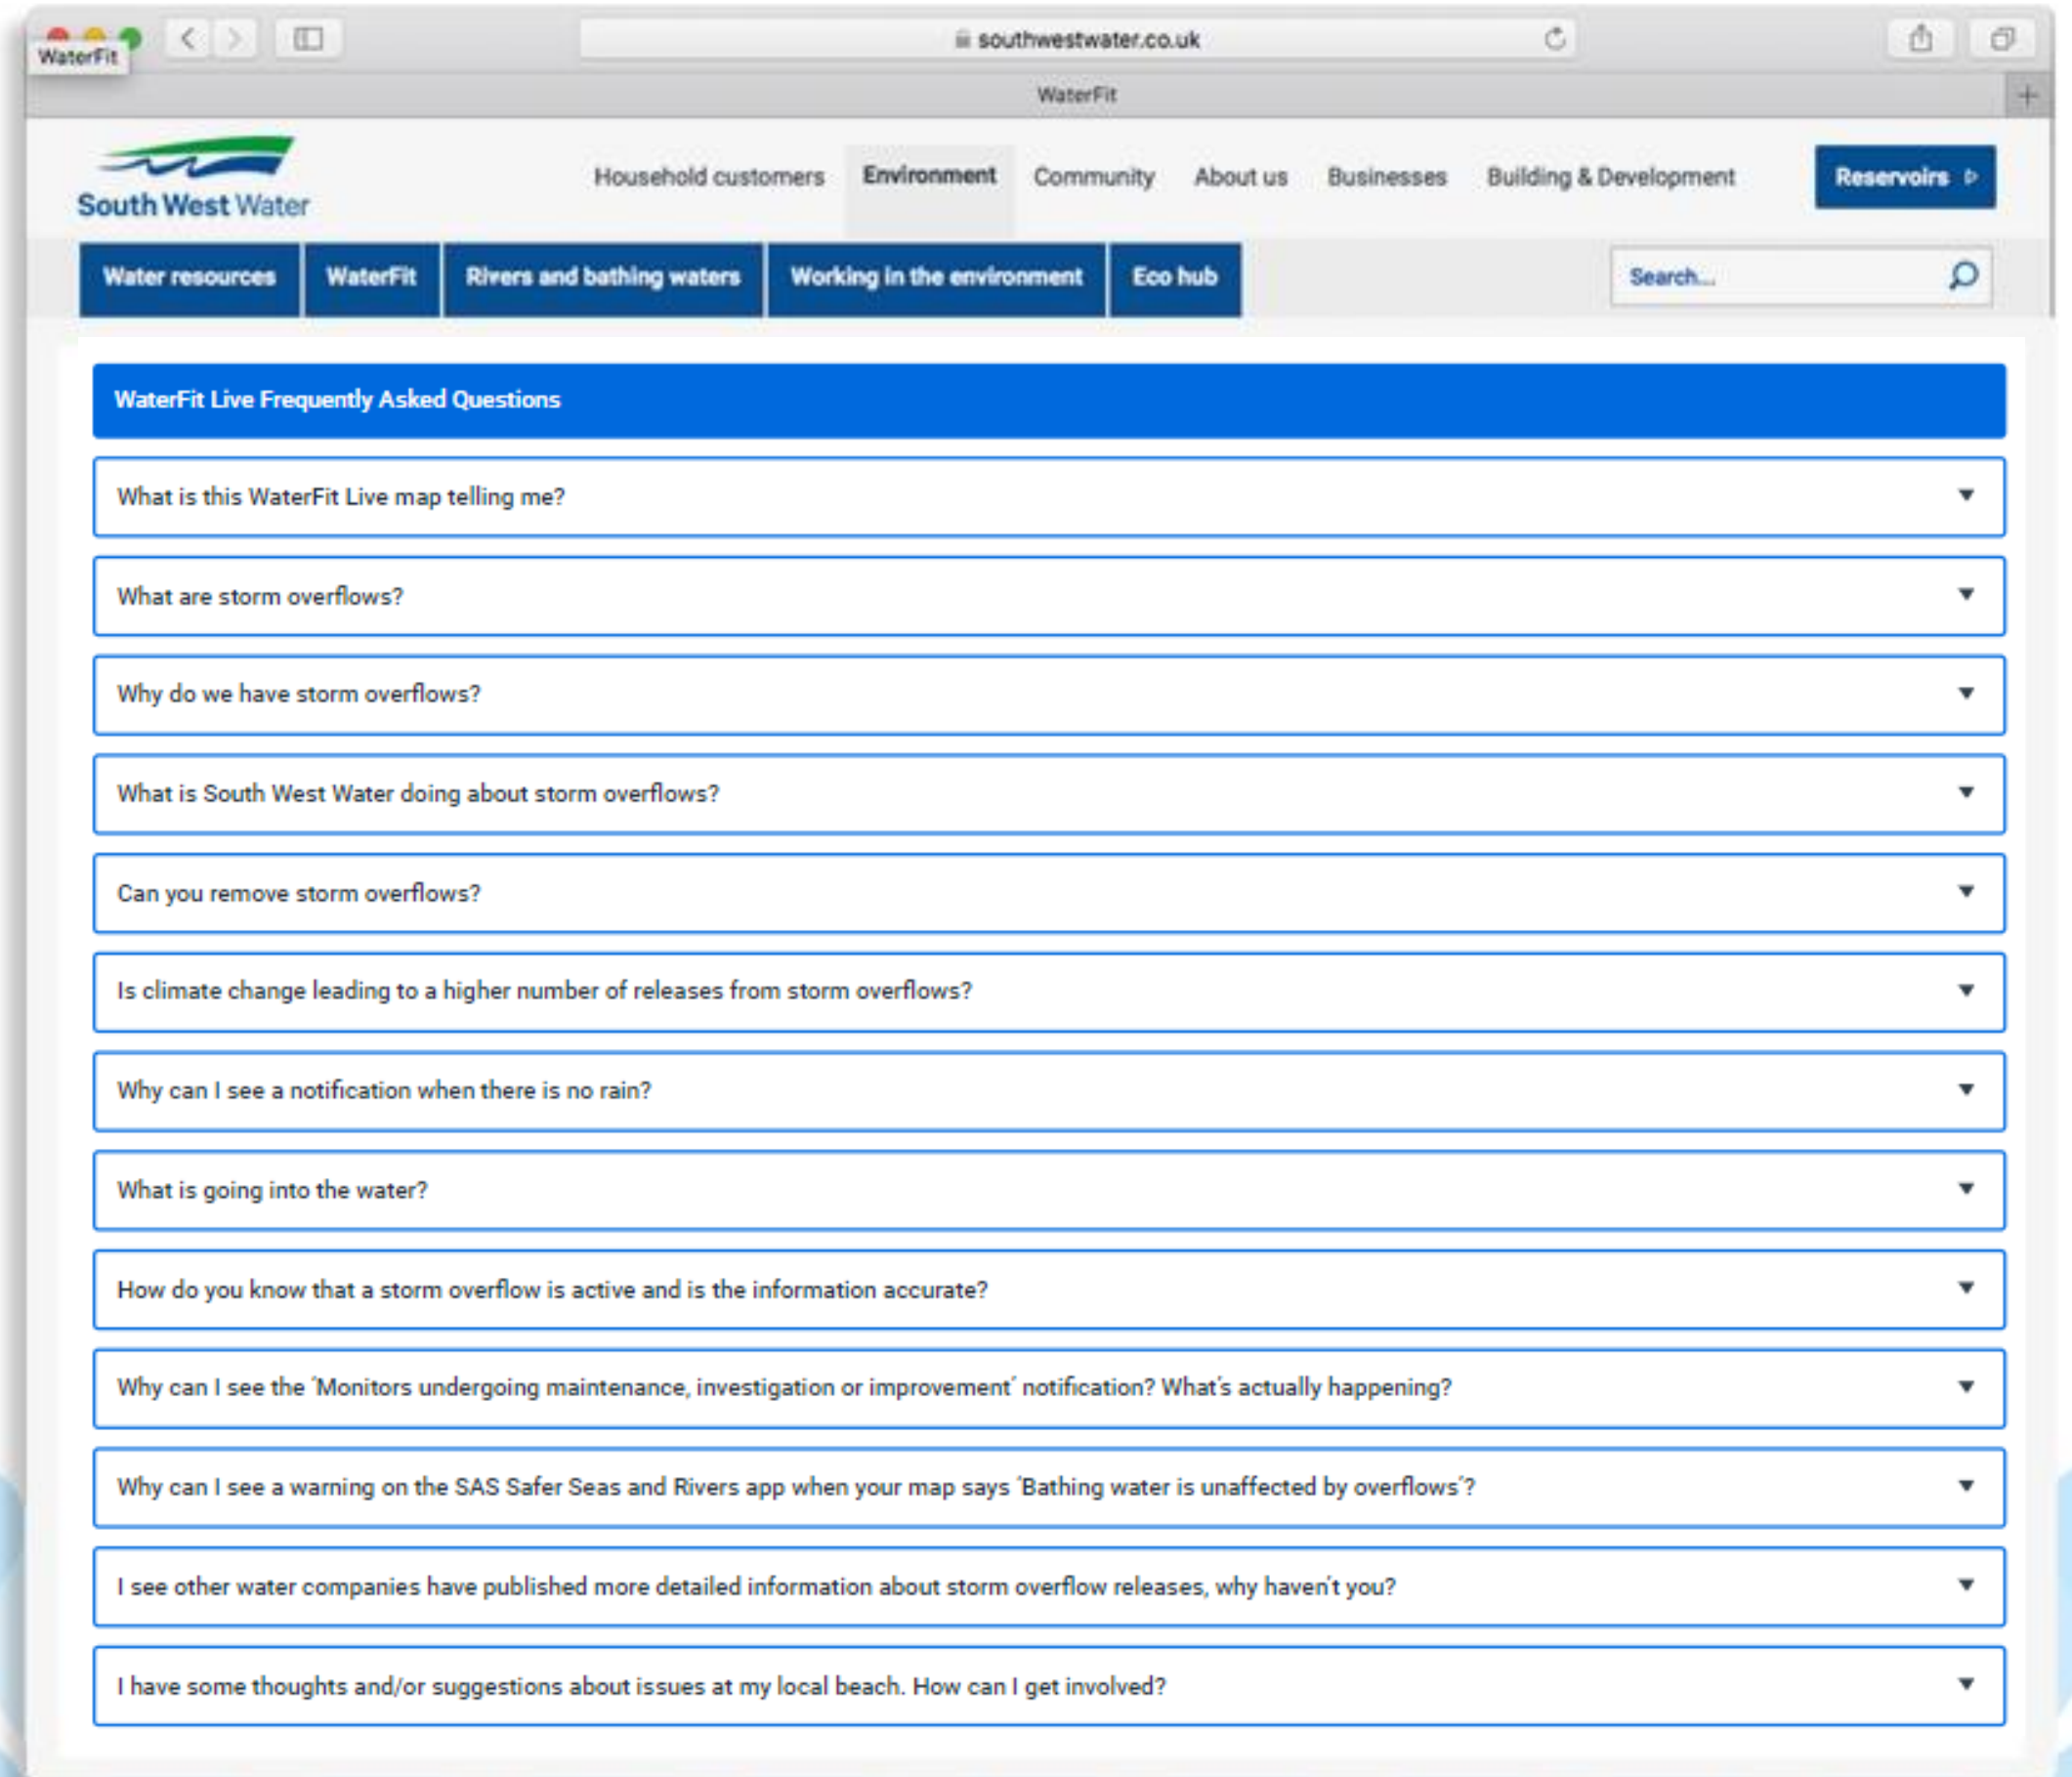 southwestwater.co.uk
WaterFit
WaterFit
South West Water
Household customers Environment Community About us Businesses Building & Development Reservoirs
Water resources WaterFit Rivers and bathing waters Working in the environment Eco hub Search...
WaterFit Live Frequently Asked Questions
What is this WaterFit Live map telling me?
What are storm overflows?
Why do we have storm overflows?
What is South West Water doing about storm overflows?
Can you remove storm overflows?
Is climate change leading to a higher number of releases from storm overflows?
Why can I see a notification when there is no rain?
What is going into the water?
How do you know that a storm overflow is active and is the information accurate?
Why can I see the 'Monitors undergoing maintenance, investigation or improvement' notification? What's actually happening?
Why can I see a warning on the SAS Safer Seas and Rivers app when your map says 'Bathing water is unaffected by overflows'?
I see other water companies have published more detailed information about storm overflow releases, why haven't you?
I have some thoughts and/or suggestions about issues at my local beach. How can I get involved?